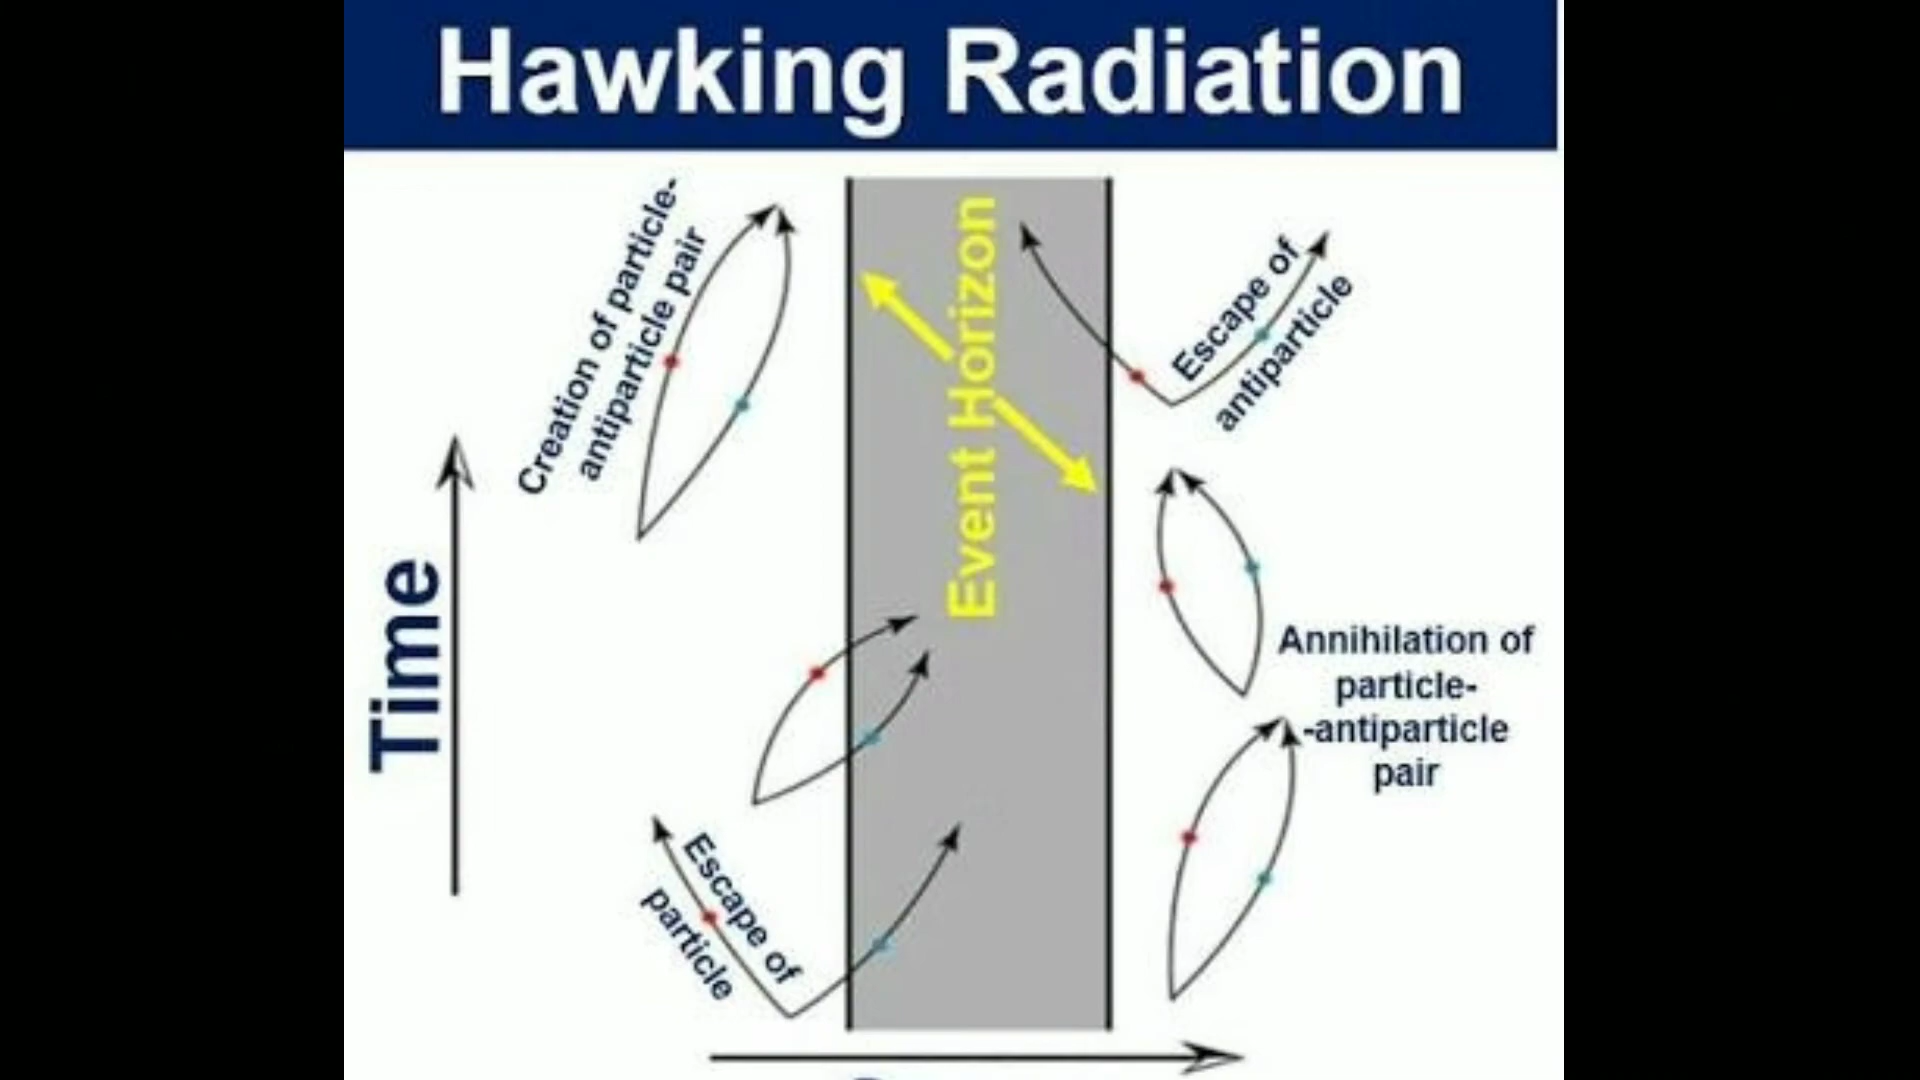 Hawking Radiation
Creation of particle-
antiparticle pair
Event Horizon
Escape of
antiparticle
Time
Annihilation of
particle-
-antiparticle
pair
Escape of
particle